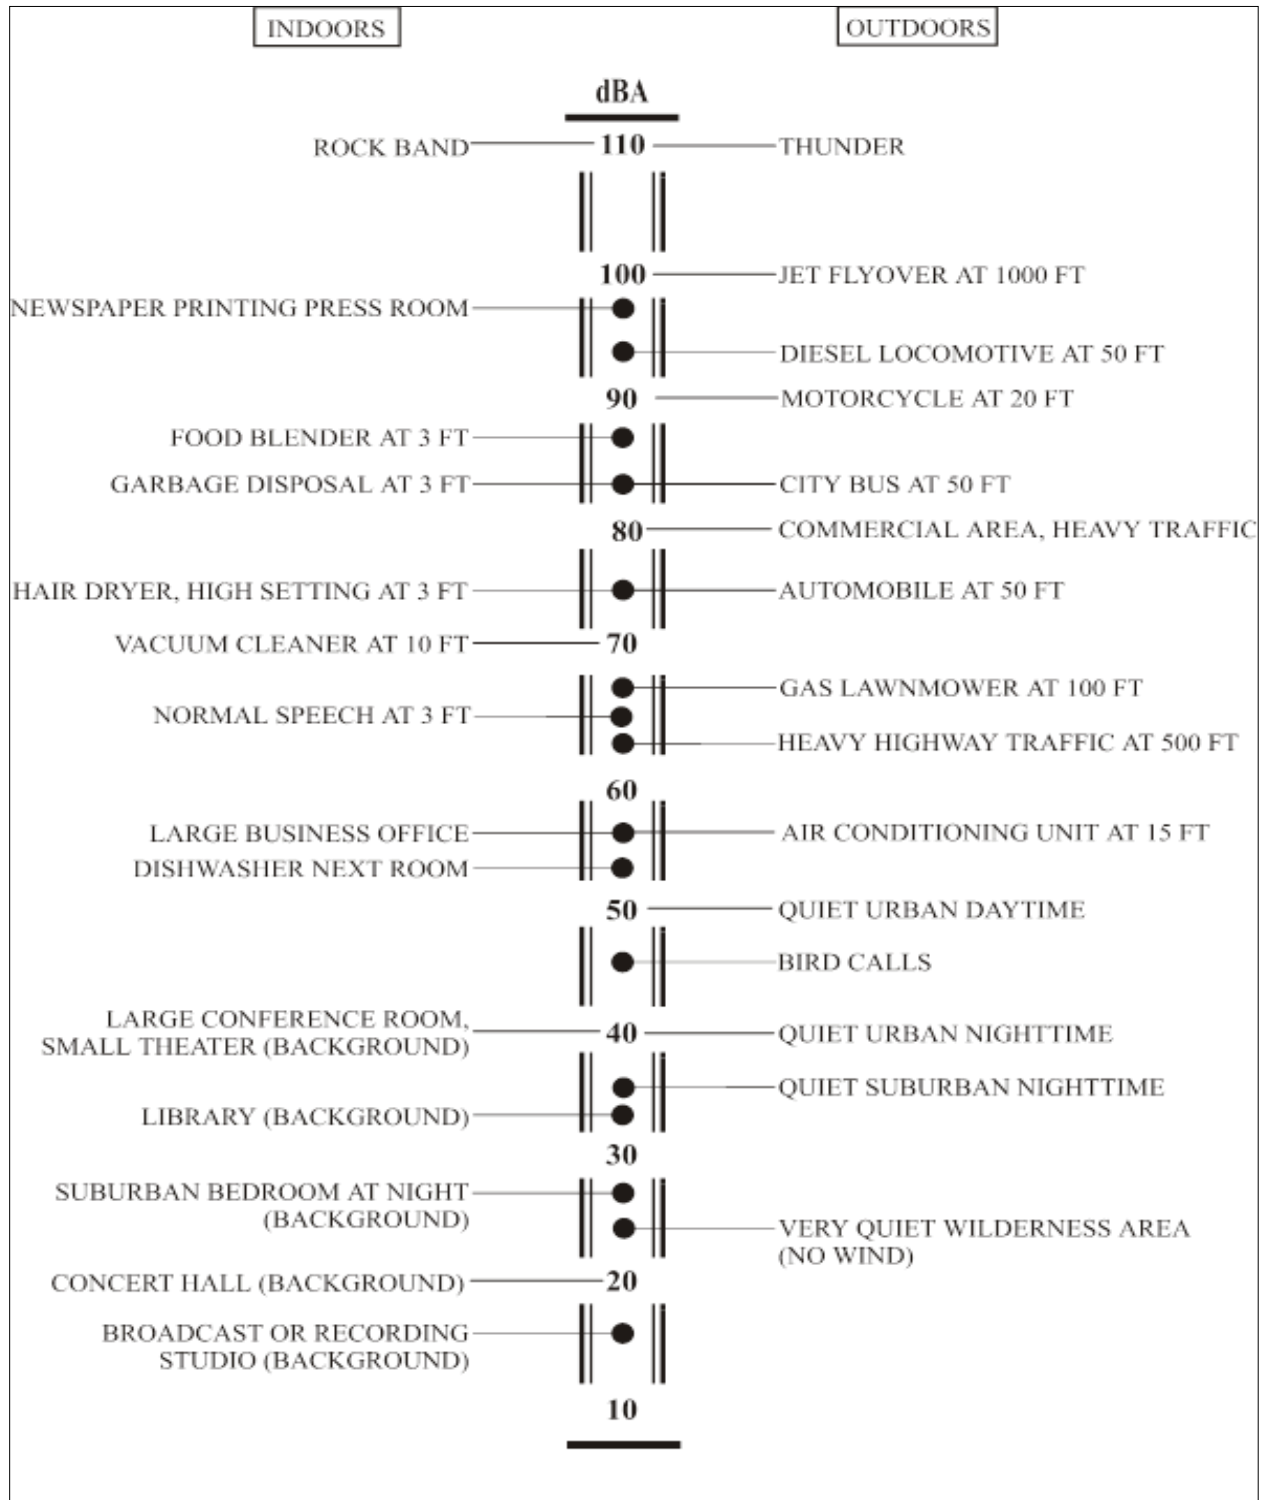 INDOORS
OUTDOORS
dBA
ROCK BAND 110 THUNDER
100 JET FLYOVER AT 1000 FT
NEWSPAPER PRINTING PRESS ROOM
DIESEL LOCOMOTIVE AT 50 FT
90 MOTORCYCLE AT 20 FT
FOOD BLENDER AT 3 FT
GARBAGE DISPOSAL AT 3 FT CITY BUS AT 50 FT
80 COMMERCIAL AREA, HEAVY TRAFFIC
HAIR DRYER, HIGH SETTING AT 3 FT AUTOMOBILE AT 50 FT
VACUUM CLEANER AT 10 FT 70
GAS LAWNMOWER AT 100 FT
NORMAL SPEECH AT 3 FT
HEAVY HIGHWAY TRAFFIC AT 500 FT
60
LARGE BUSINESS OFFICE AIR CONDITIONING UNIT AT 15 FT
DISHWASHER NEXT ROOM
50 QUIET URBAN DAYTIME
BIRD CALLS
LARGE CONFERENCE ROOM,
SMALL THEATER (BACKGROUND) 40 QUIET URBAN NIGHTTIME
QUIET SUBURBAN NIGHTTIME
LIBRARY (BACKGROUND)
30
SUBURBAN BEDROOM AT NIGHT
(BACKGROUND)
VERY QUIET WILDERNESS AREA
(NO WIND)
CONCERT HALL (BACKGROUND) 20
BROADCAST OR RECORDING
STUDIO (BACKGROUND)
10